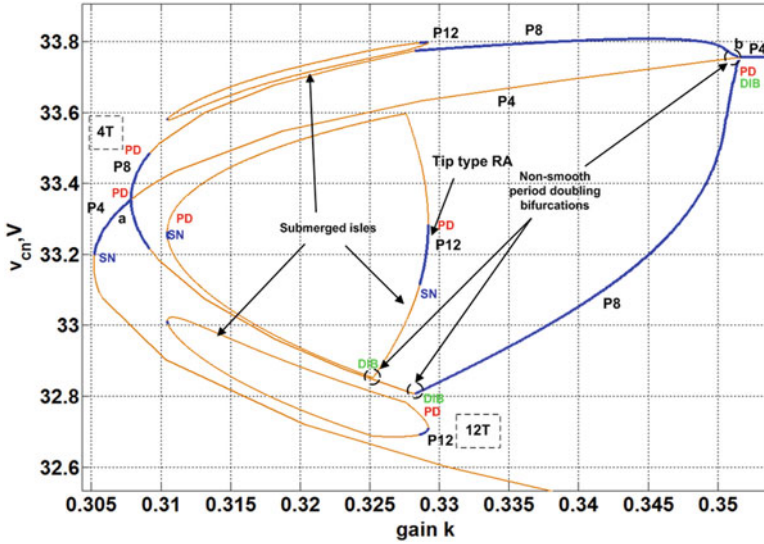 33.8
33.6
33.4
33.2
33
32.8
32.6
v_cn,V
0.305
0.31
0.315
0.32
0.325
0.33
0.335
0.34
0.345
0.35
gain k
P12
P8
b
P4
PD
DIB
4T
PD
P8
PD
P4
a
SN
PD
SN
Submerged isles
P4
Tip type RA
PD
P12
SN
Non-smooth
period doubling
bifurcations
P8
DIB
DIB
PD
P12
12T